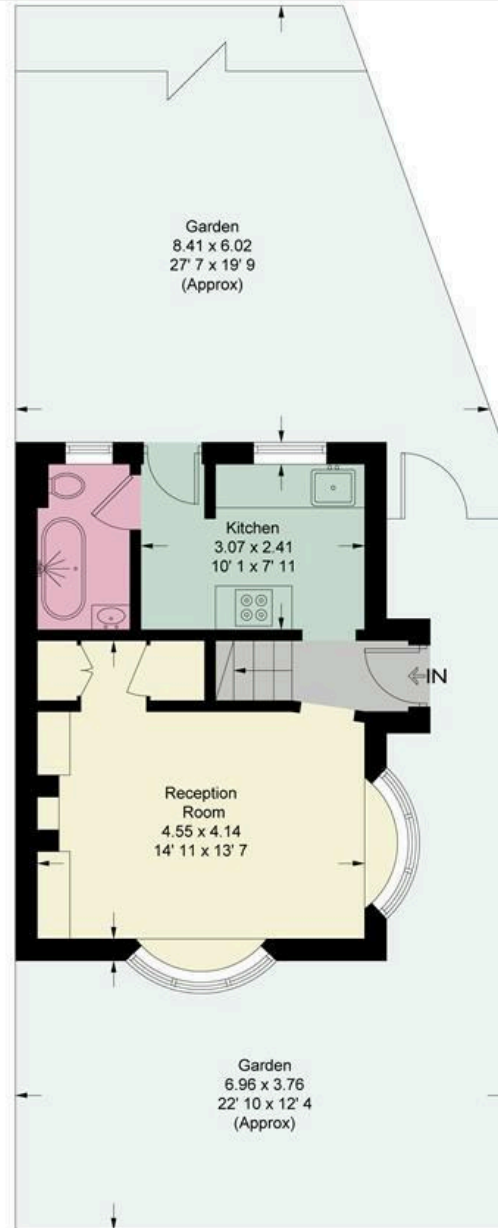 Garden
8.41 x 6.02
27' 7 x 19' 9
(Approx)
Kitchen
3.07 x 2.41
10' 1 x 7' 11
IN
Reception
Room
4.55 x 4.14
14' 11 x 13' 7
Garden
6.96 x 3.76
22' 10 x 12' 4
(Approx)